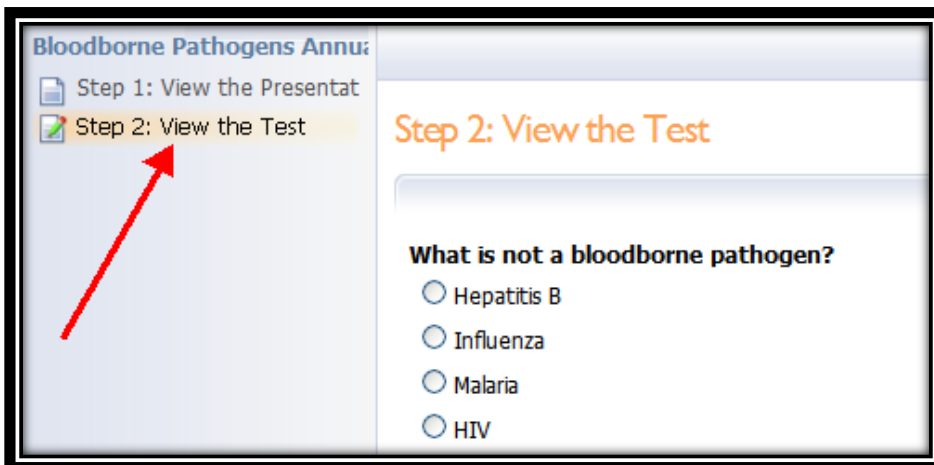 Bloodborne Pathogens Annua
Step 1: View the Presentat
Step 2: View the Test
Step 2: View the Test
What is not a bloodborne pathogen?
Hepatitis B
Influenza
Malaria
HIV